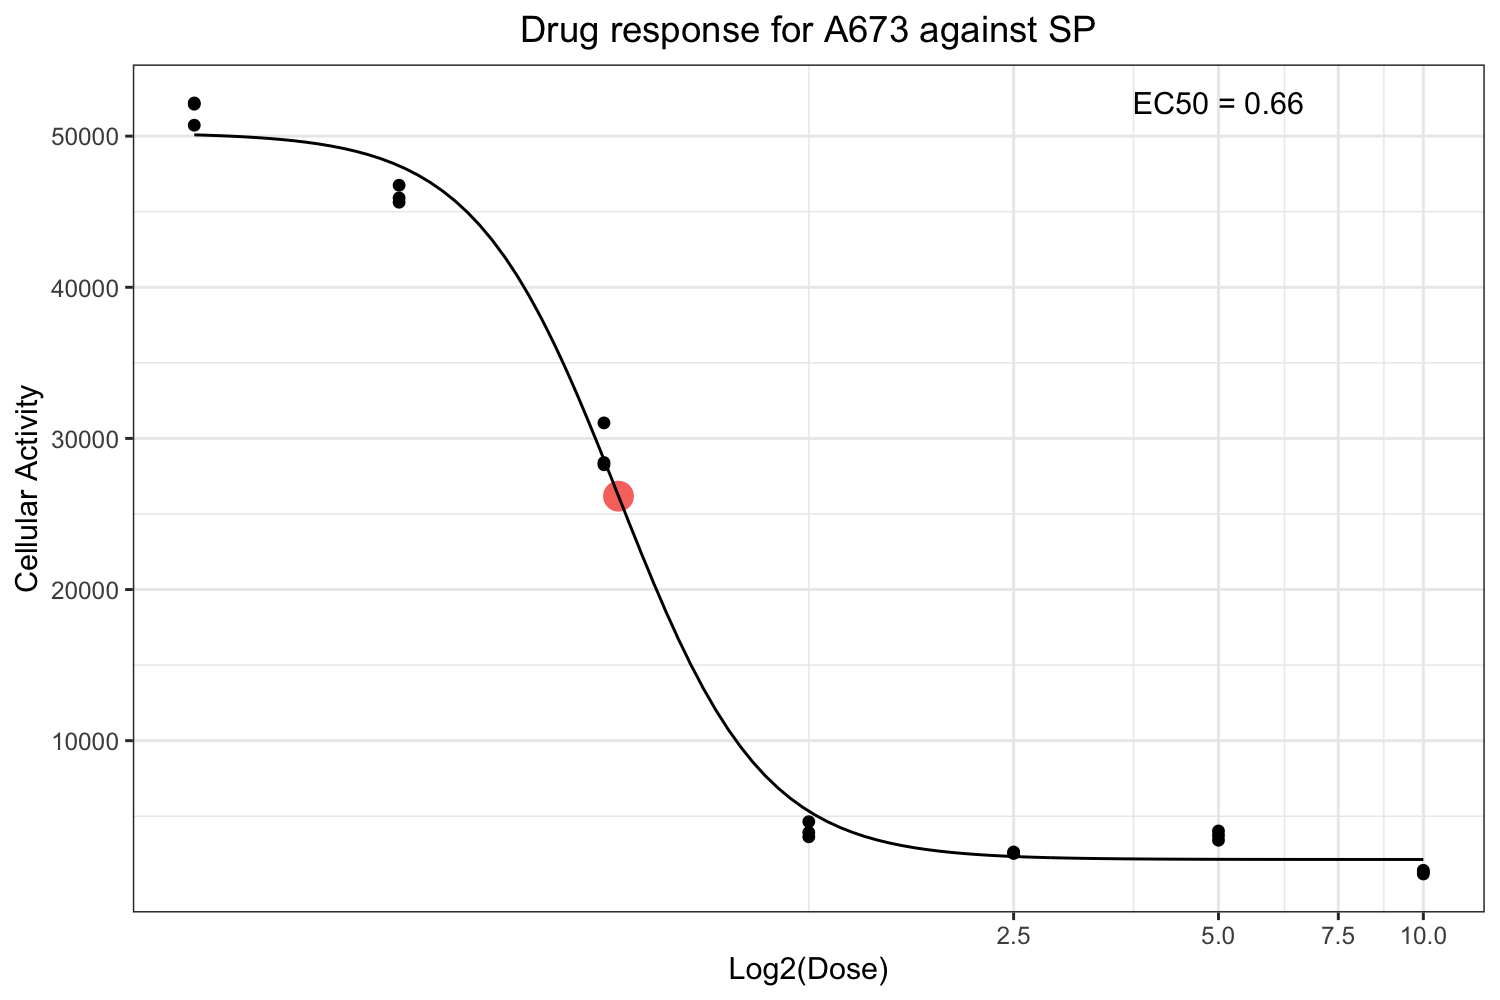 Drug response for A673 against SP
EC50 = 0.66
50000
40000
30000
20000
10000
Cellular Activity
2.5 5.0 7.5 10.0
Log2(Dose)